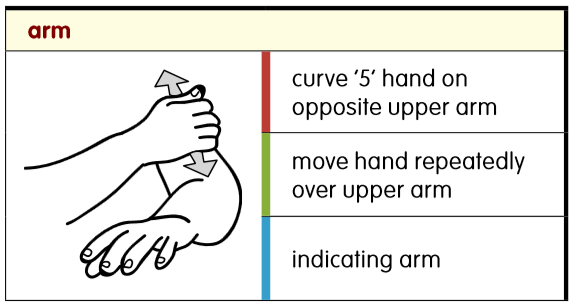 arm
curve '5' hand on
opposite upper arm
move hand repeatedly
over upper arm
indicating arm